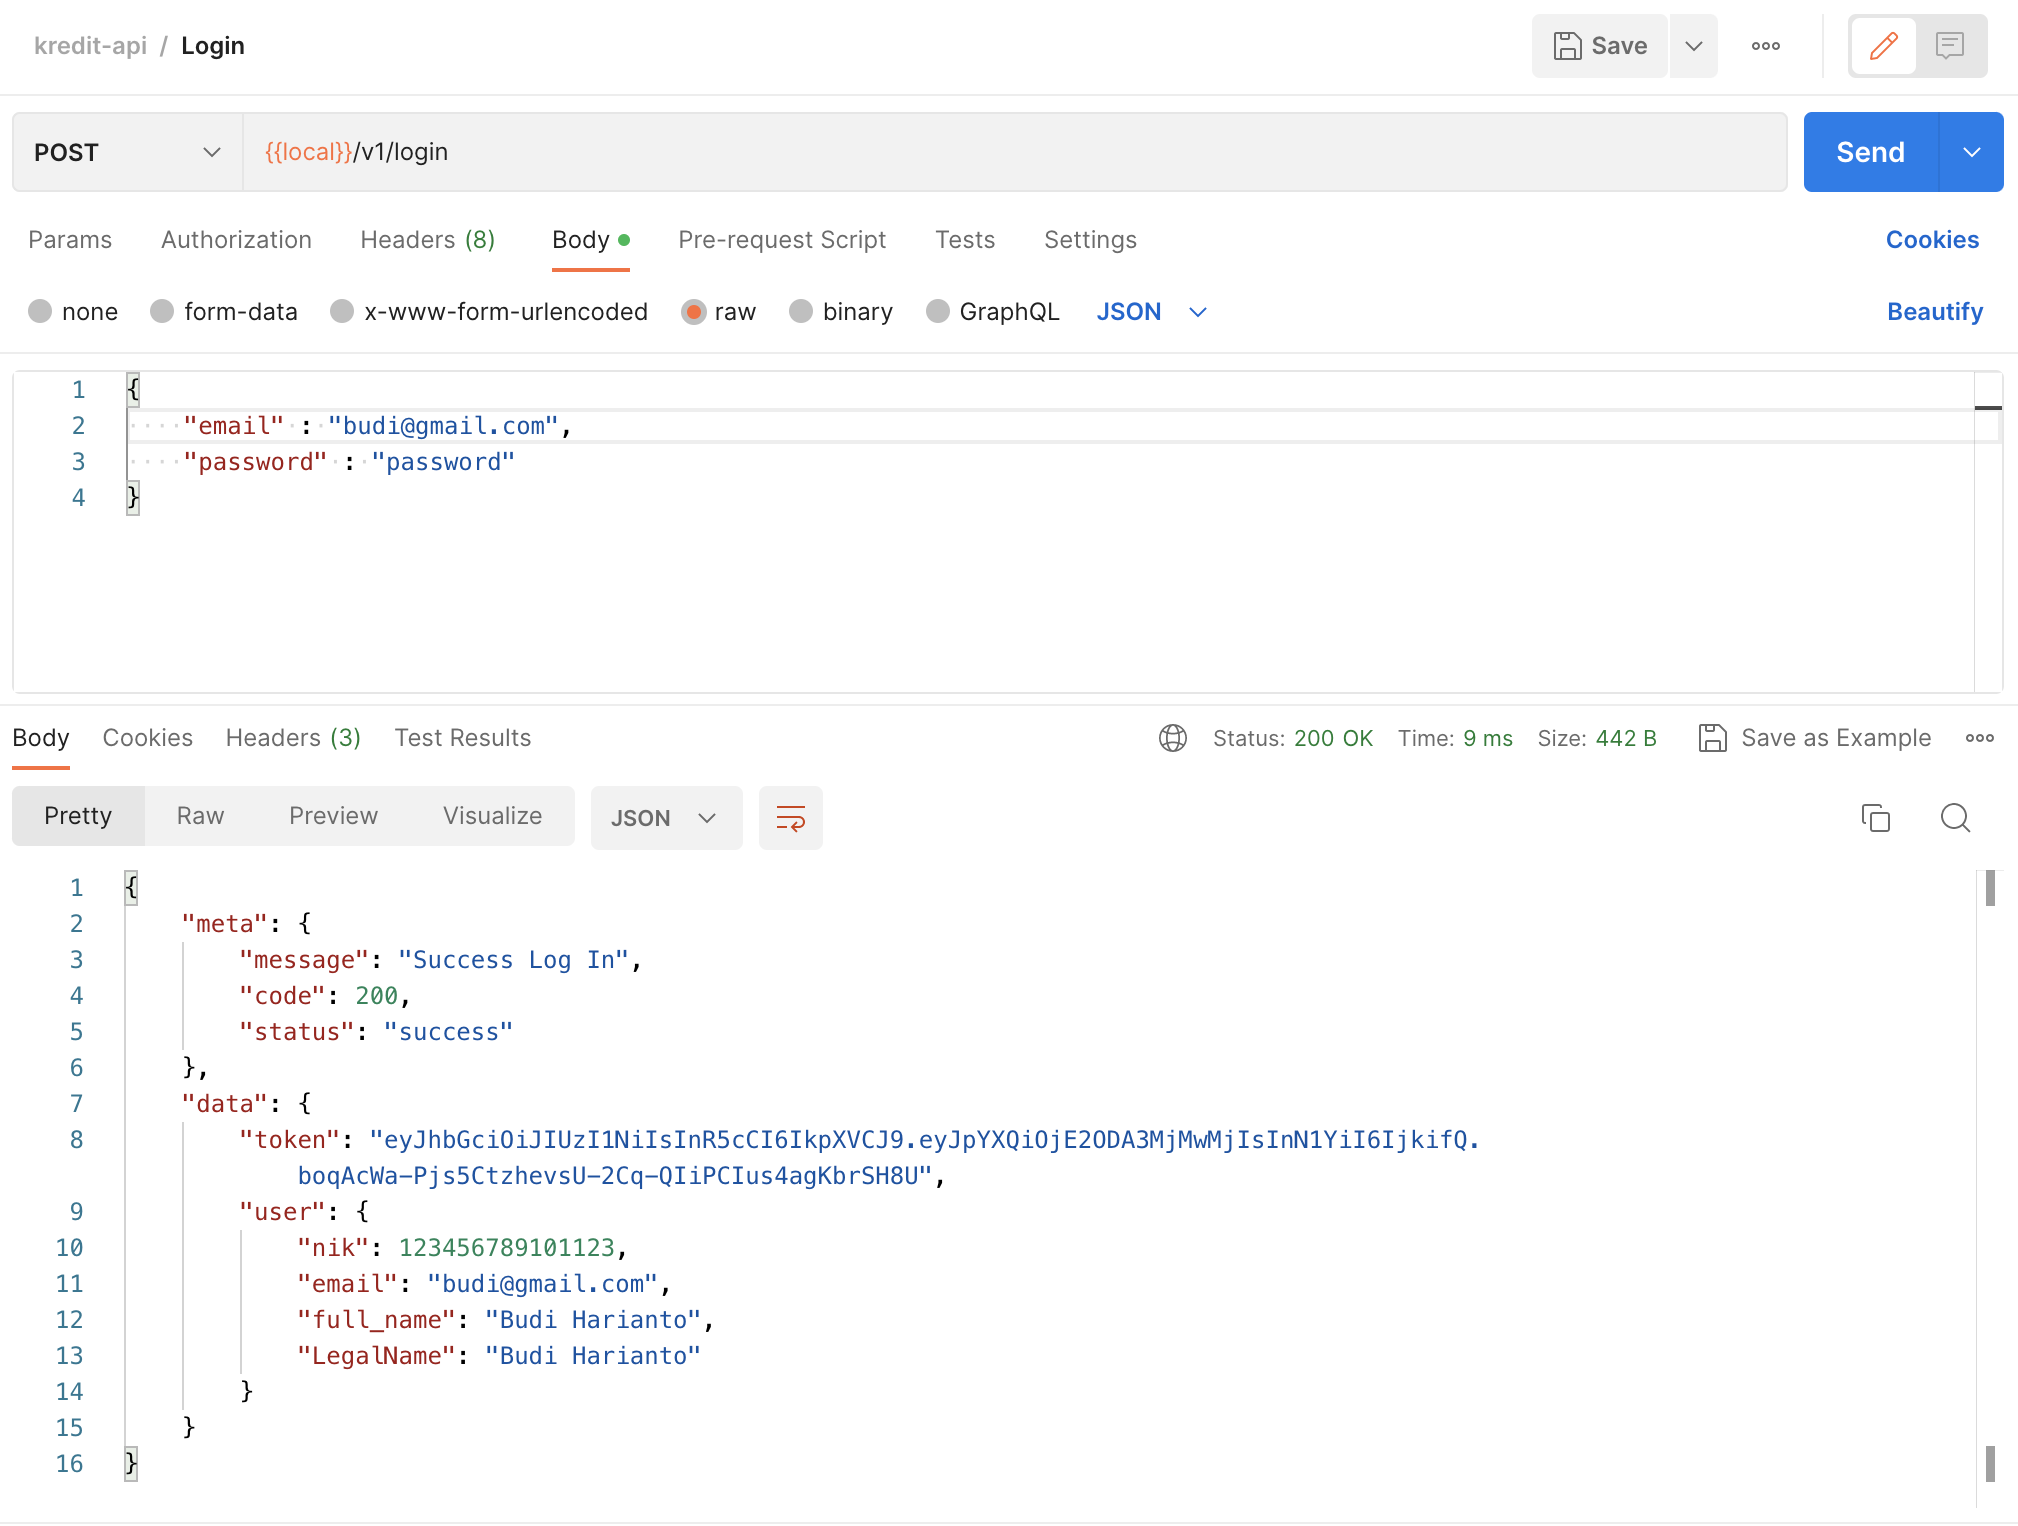 kredit-api / Login
Save
POST
{{local}}/v1/login
Send
Params Authorization Headers (8) Body Pre-request Script Tests Settings Cookies
none form-data x-www-form-urlencoded raw binary GraphQL JSON Beautify
1 {
2 "email" : "budi@gmail.com",
3 "password" : "password"
4 }
Body Cookies Headers (3) Test Results Status: 200 OK Time: 9 ms Size: 442 B Save as Example
Pretty Raw Preview Visualize JSON
1 {
2 "meta": {
3 "message": "Success Log In",
4 "code": 200,
5 "status": "success"
6 },
7 "data": {
8 "token": "eyJhbGciOiJIUzI1NiIsInR5cCI6IkpXVCJ9.eyJpYXQiOjE2ODA3MjMwMjIsInN1YiI6IjkifQ.
boqAcWa-Pjs5CtzhevsU-2Cq-QIiPCIus4agKbrSH8U",
9 "user": {
10 "nik": 123456789101123,
11 "email": "budi@gmail.com",
12 "full_name": "Budi Harianto",
13 "LegalName": "Budi Harianto"
14 }
15 }
16 }